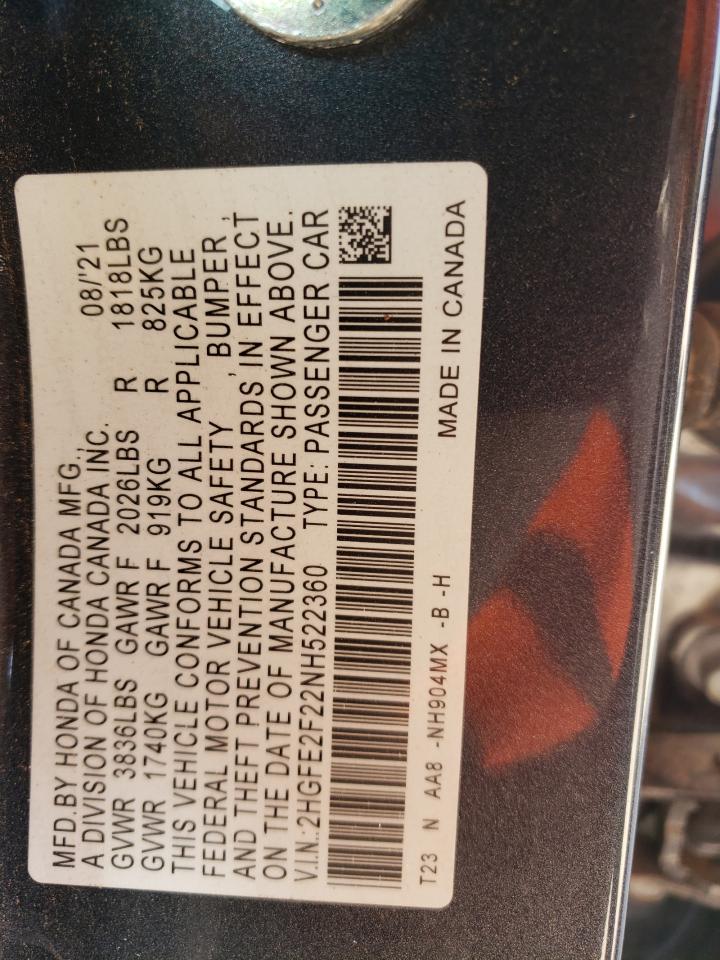 MFD.BY HONDA OF CANADA MFG., 08/'21
A DIVISION OF HONDA CANADA INC.
GVWR 3836LBS GAWR F 2026LBS R 1818LBS
GVWR 1740KG GAWR F 919KG R 825KG
THIS VEHICLE CONFORMS TO ALL APPLICABLE
FEDERAL MOTOR VEHICLE SAFETY , BUMPER ,
AND THEFT PREVENTION STANDARDS IN EFFECT
ON THE DATE OF MANUFACTURE SHOWN ABOVE.
V.I.N.:2HGFE2F22NH522360 TYPE: PASSENGER CAR
T23 N AA8 -NH904MX -B -H MADE IN CANADA